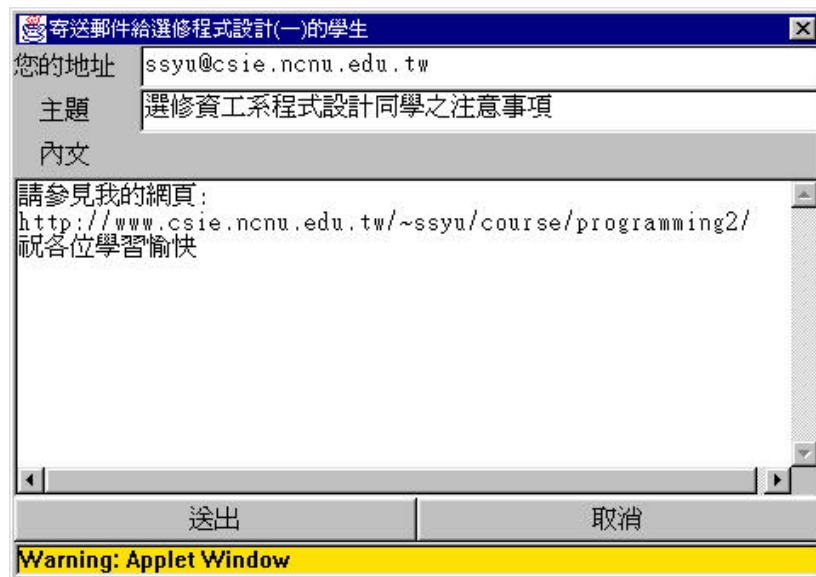 寄送郵件給選修程式設計(一)的學生
您的地址 ssyu@csie.ncnu.edu.tw
主題 選修資工系程式設計同學之注意事項
內文
請參見我的網頁:
http://www.csie.ncnu.edu.tw/~ssyu/course/programming2/
祝各位學習愉快
送出 取消
Warning: Applet Window